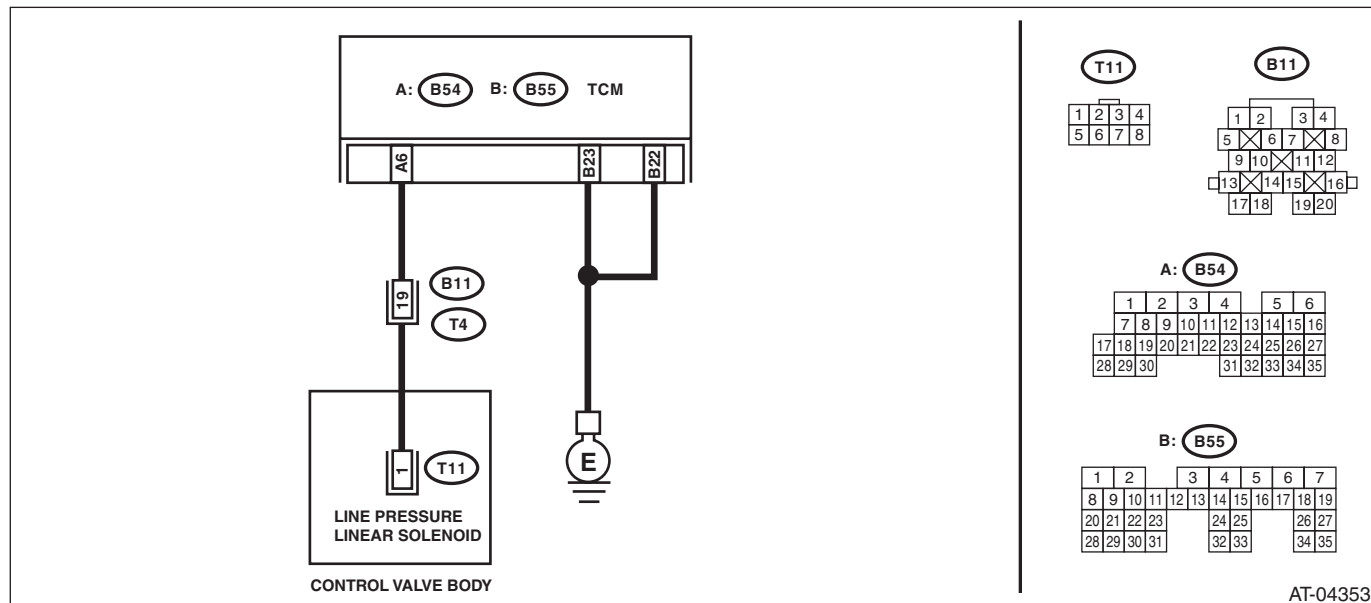 A: B54 B: B55 TCM
A6 B23 B22
19
B11
T4
E
1
T11
LINE PRESSURE
LINEAR SOLENOID
CONTROL VALVE BODY
T11
1 2 3 4
5 6 7 8
B11
1 2 3 4
5 6 7 8
9 10 11 12
13 14 15 16
17 18 19 20
A: B54
1 2 3 4 5 6
7 8 9 10 11 12 13 14 15 16
17 18 19 20 21 22 23 24 25 26 27
28 29 30 31 32 33 34 35
B: B55
1 2 3 4 5 6 7
8 9 10 11 12 13 14 15 16 17 18 19
20 21 22 23 24 25 26 27
28 29 30 31 32 33 34 35
AT-04353